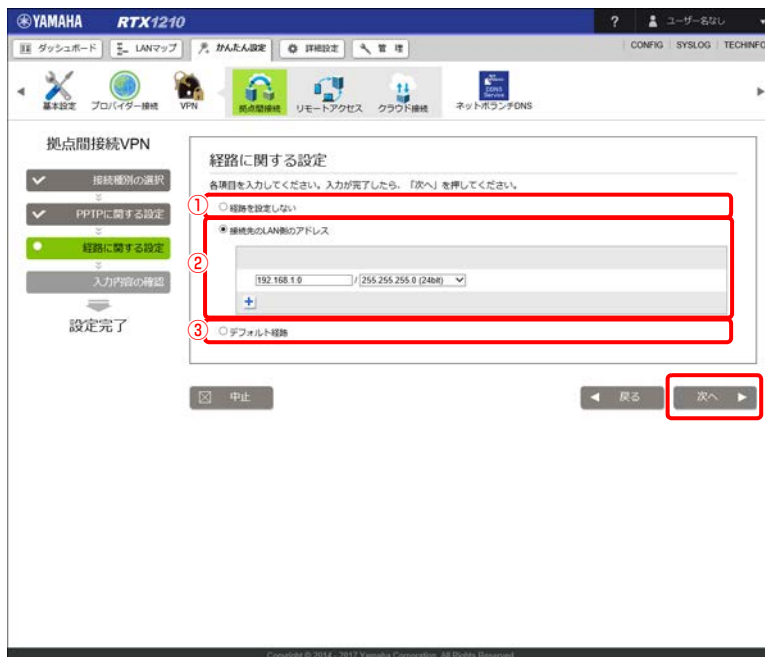 YAMAHA RTX1210 ? ユーザー名なし
ダッシュボード LANマップ かんたん設定 詳細設定 管理 CONFIG SYSLOG TECHINFO
基本設定 プロバイダー接続 VPN 拠点間接続 リモートアクセス クラウド接続 ネットボランチDNS
拠点間接続VPN
接続種別の選択
PPTPに関する設定
経路に関する設定
入力内容の確認
設定完了
経路に関する設定
各項目を入力してください。入力が完了したら、「次へ」を押してください。
① 経路を設定しない
② 接続先のLAN側のアドレス
192.168.1.0 / 255.255.255.0 (24bit)
③ デフォルト経路
中止 戻る 次へ
Copyright © 2014 - 2017 Yamaha Corporation. All Rights Reserved.